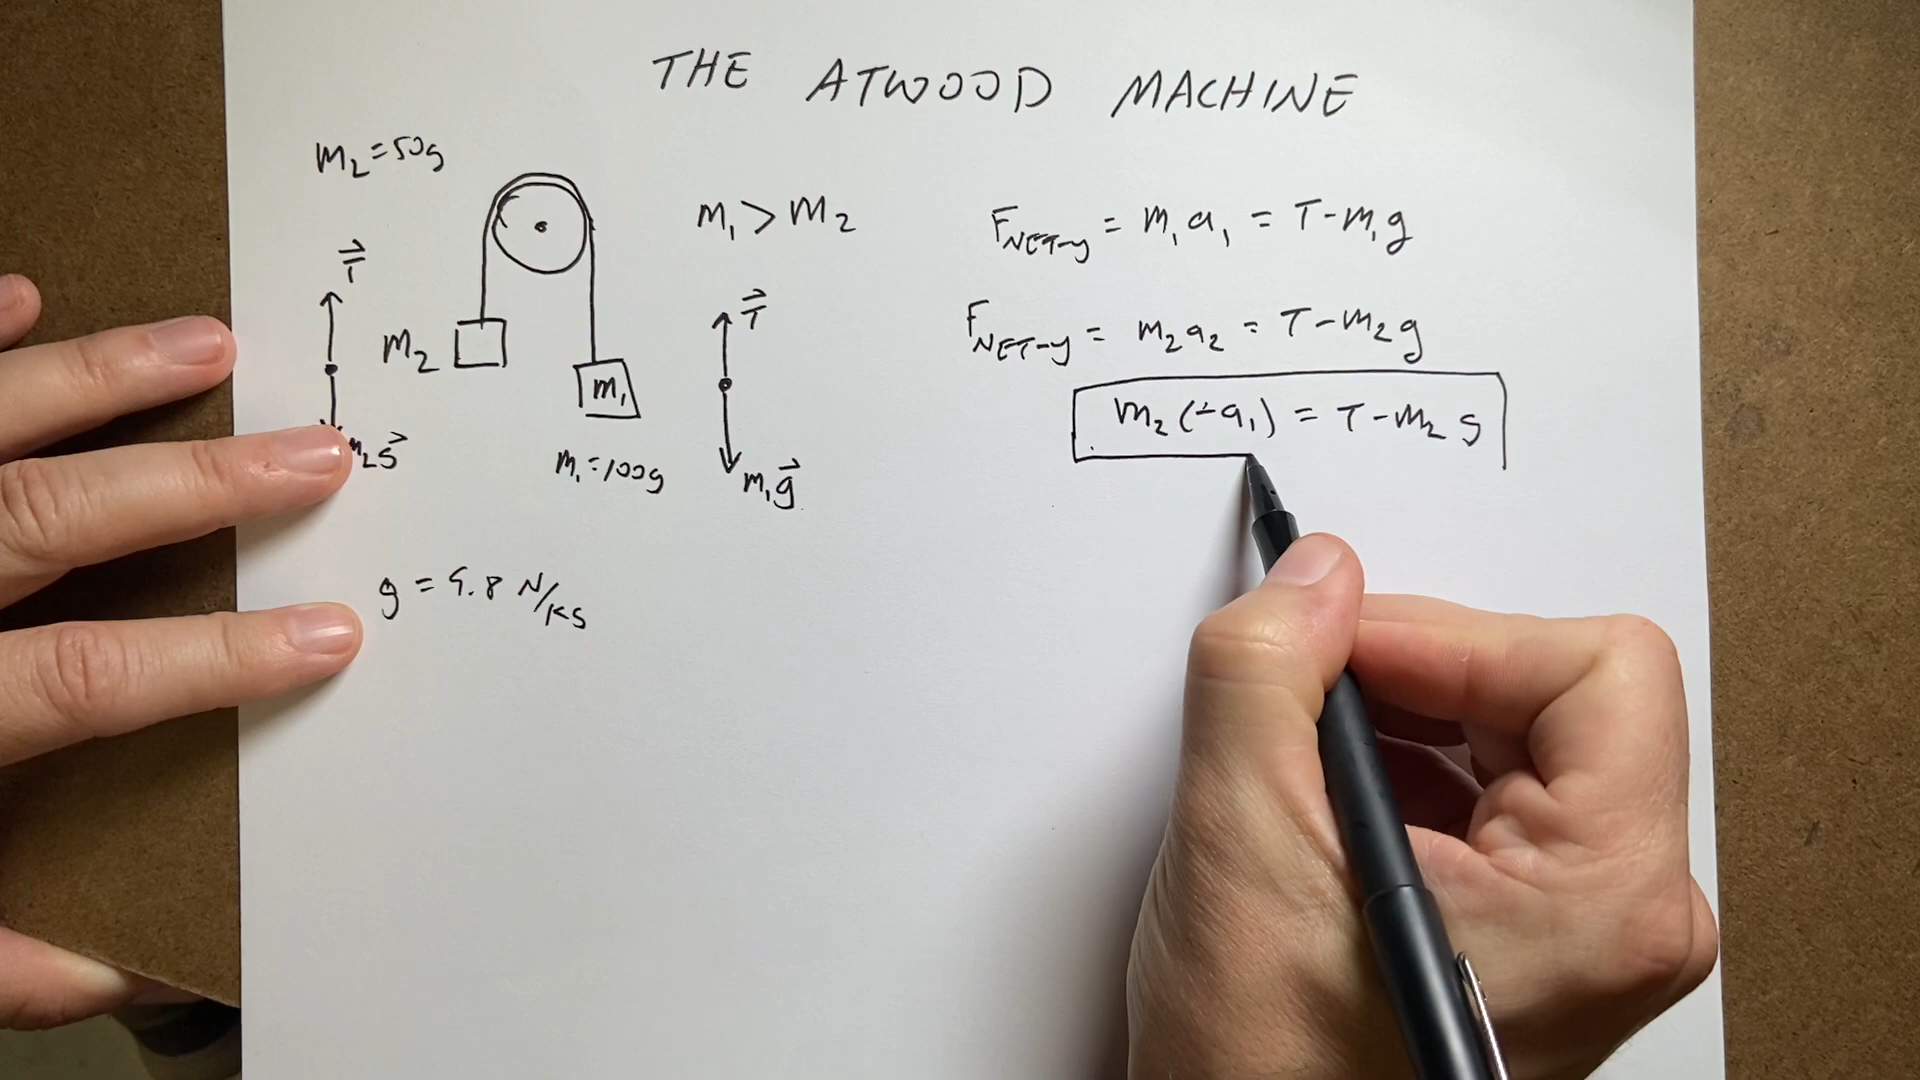 THE ATWOOD MACHINE
m₂=50g
m₁ > m₂
F_NET-y = m₁a₁ = T-m₁g
T⃗
T⃗
F_NET-y = m₂a₂ = T-m₂g
m₂
m₁
m₂(-a₁) = T-m₂g
m₂g⃗
m₁=100g
m₁g⃗
g = 9.8 N/kg